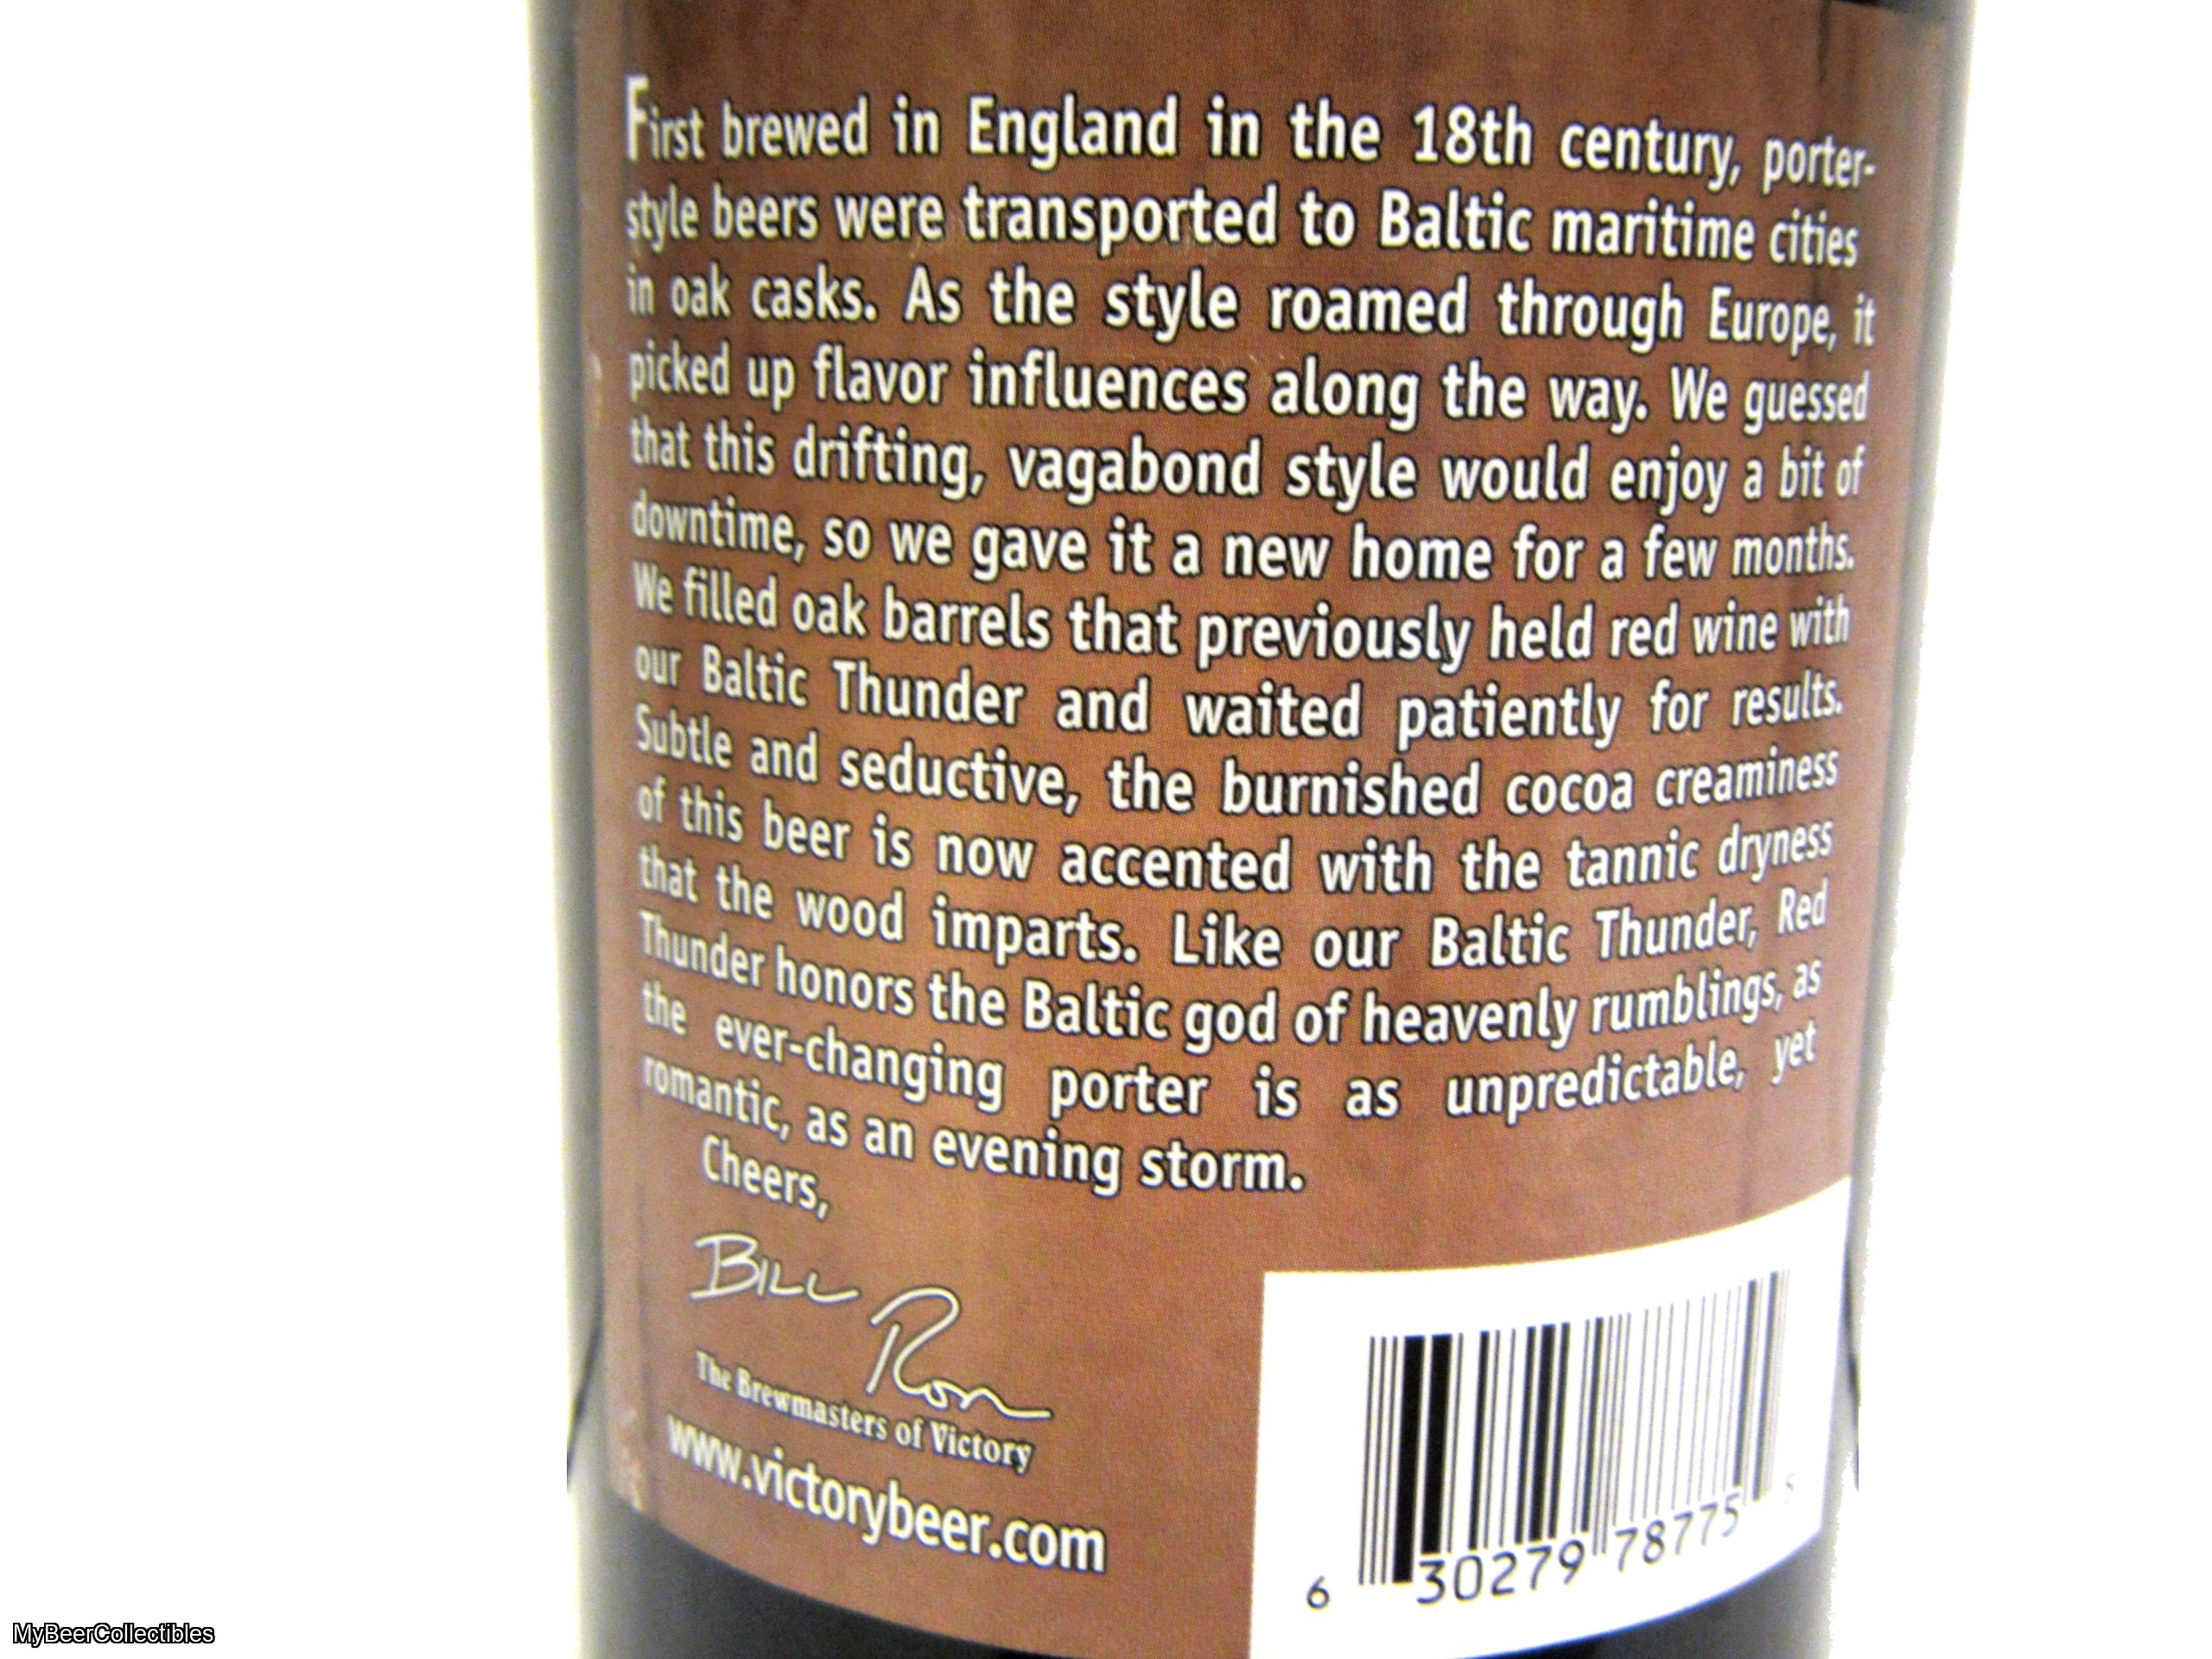 First brewed in England in the 18th century, porter-
style beers were transported to Baltic maritime cities
in oak casks. As the style roamed through Europe, it
picked up flavor influences along the way. We guessed
that this drifting, vagabond style would enjoy a bit of
downtime, so we gave it a new home for a few months.
We filled oak barrels that previously held red wine with
our Baltic Thunder and waited patiently for results.
Subtle and seductive, the burnished cocoa creaminess
of this beer is now accented with the tannic dryness
that the wood imparts. Like our Baltic Thunder, Red
Thunder honors the Baltic god of heavenly rumblings, as
the ever-changing porter is as unpredictable, yet
romantic, as an evening storm.
Cheers,
Bill
Ron
The Brewmasters of Victory
www.victorybeer.com
6 30279 78775 5
MyBeerCollectibles